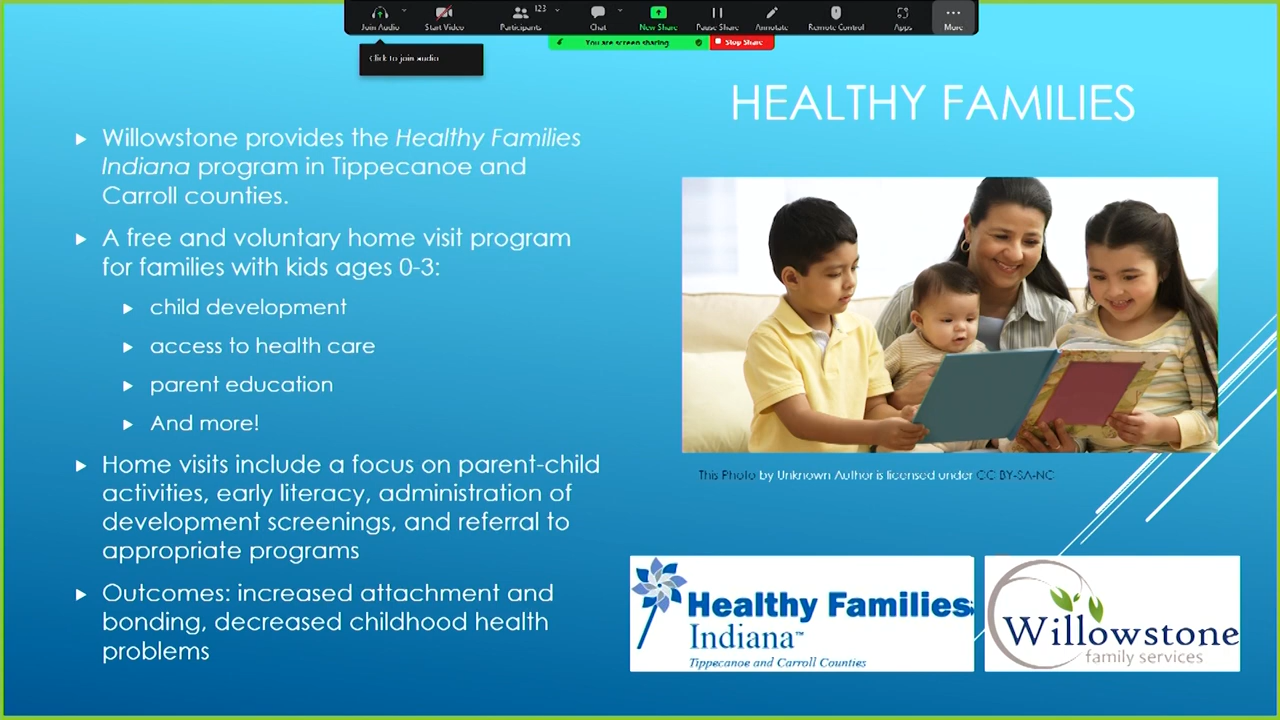 123
Join Audio
Start Video
Participants
Chat
New Share
Pause Share
Annotate
Remote Control
Apps
More
You are screen sharing
Stop Share
Click to join audio
HEALTHY FAMILIES
Willowstone provides the Healthy Families
Indiana program in Tippecanoe and
Carroll counties.
A free and voluntary home visit program
for families with kids ages 0-3:
child development
access to health care
parent education
And more!
Home visits include a focus on parent-child
activities, early literacy, administration of
development screenings, and referral to
appropriate programs
Outcomes: increased attachment and
bonding, decreased childhood health
problems
This Photo by Unknown Author is licensed under CC BY-SA-NC
Healthy Families
Indiana™
Tippecanoe and Carroll Counties
Willowstone
family services